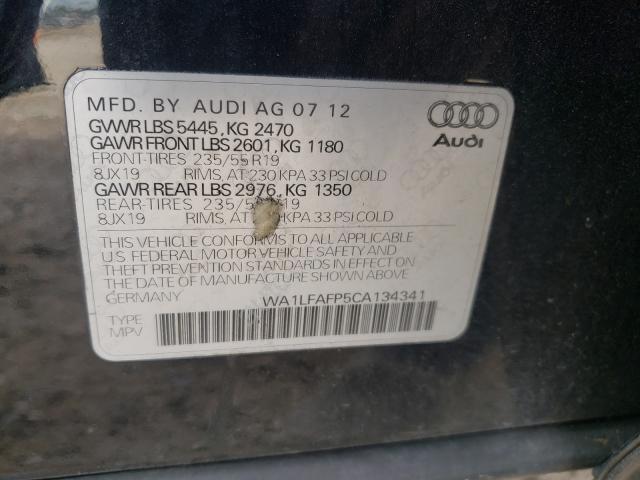 MFD. BY AUDI AG 07 12
GVWR LBS 5445, KG 2470
GAWR FRONT LBS 2601, KG 1180
FRONT-TIRES 235/55 R19
8JX19 RIMS, AT 230 KPA 33 PSI COLD
GAWR REAR LBS 2976, KG 1350
REAR-TIRES 235/5 19
8JX19 RIMS, AT KPA 33 PSI COLD
THIS VEHICLE CONFORMS TO ALL APPLICABLE
U.S FEDERAL MOTOR VEHICLE SAFETY AND
THEFT PREVENTION STANDARDS IN EFFECT ON
THE DATE OF MANUFACTURE SHOWN ABOVE.
GERMANY WA1LFAFP5CA134341
TYPE
MPV
Audi